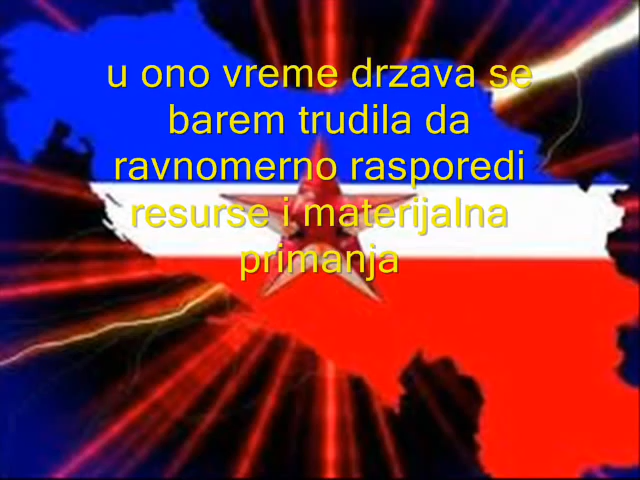 u ono vreme drzava se
barem trudila da
ravnomerno rasporedi
resurse i materijalna
primanja